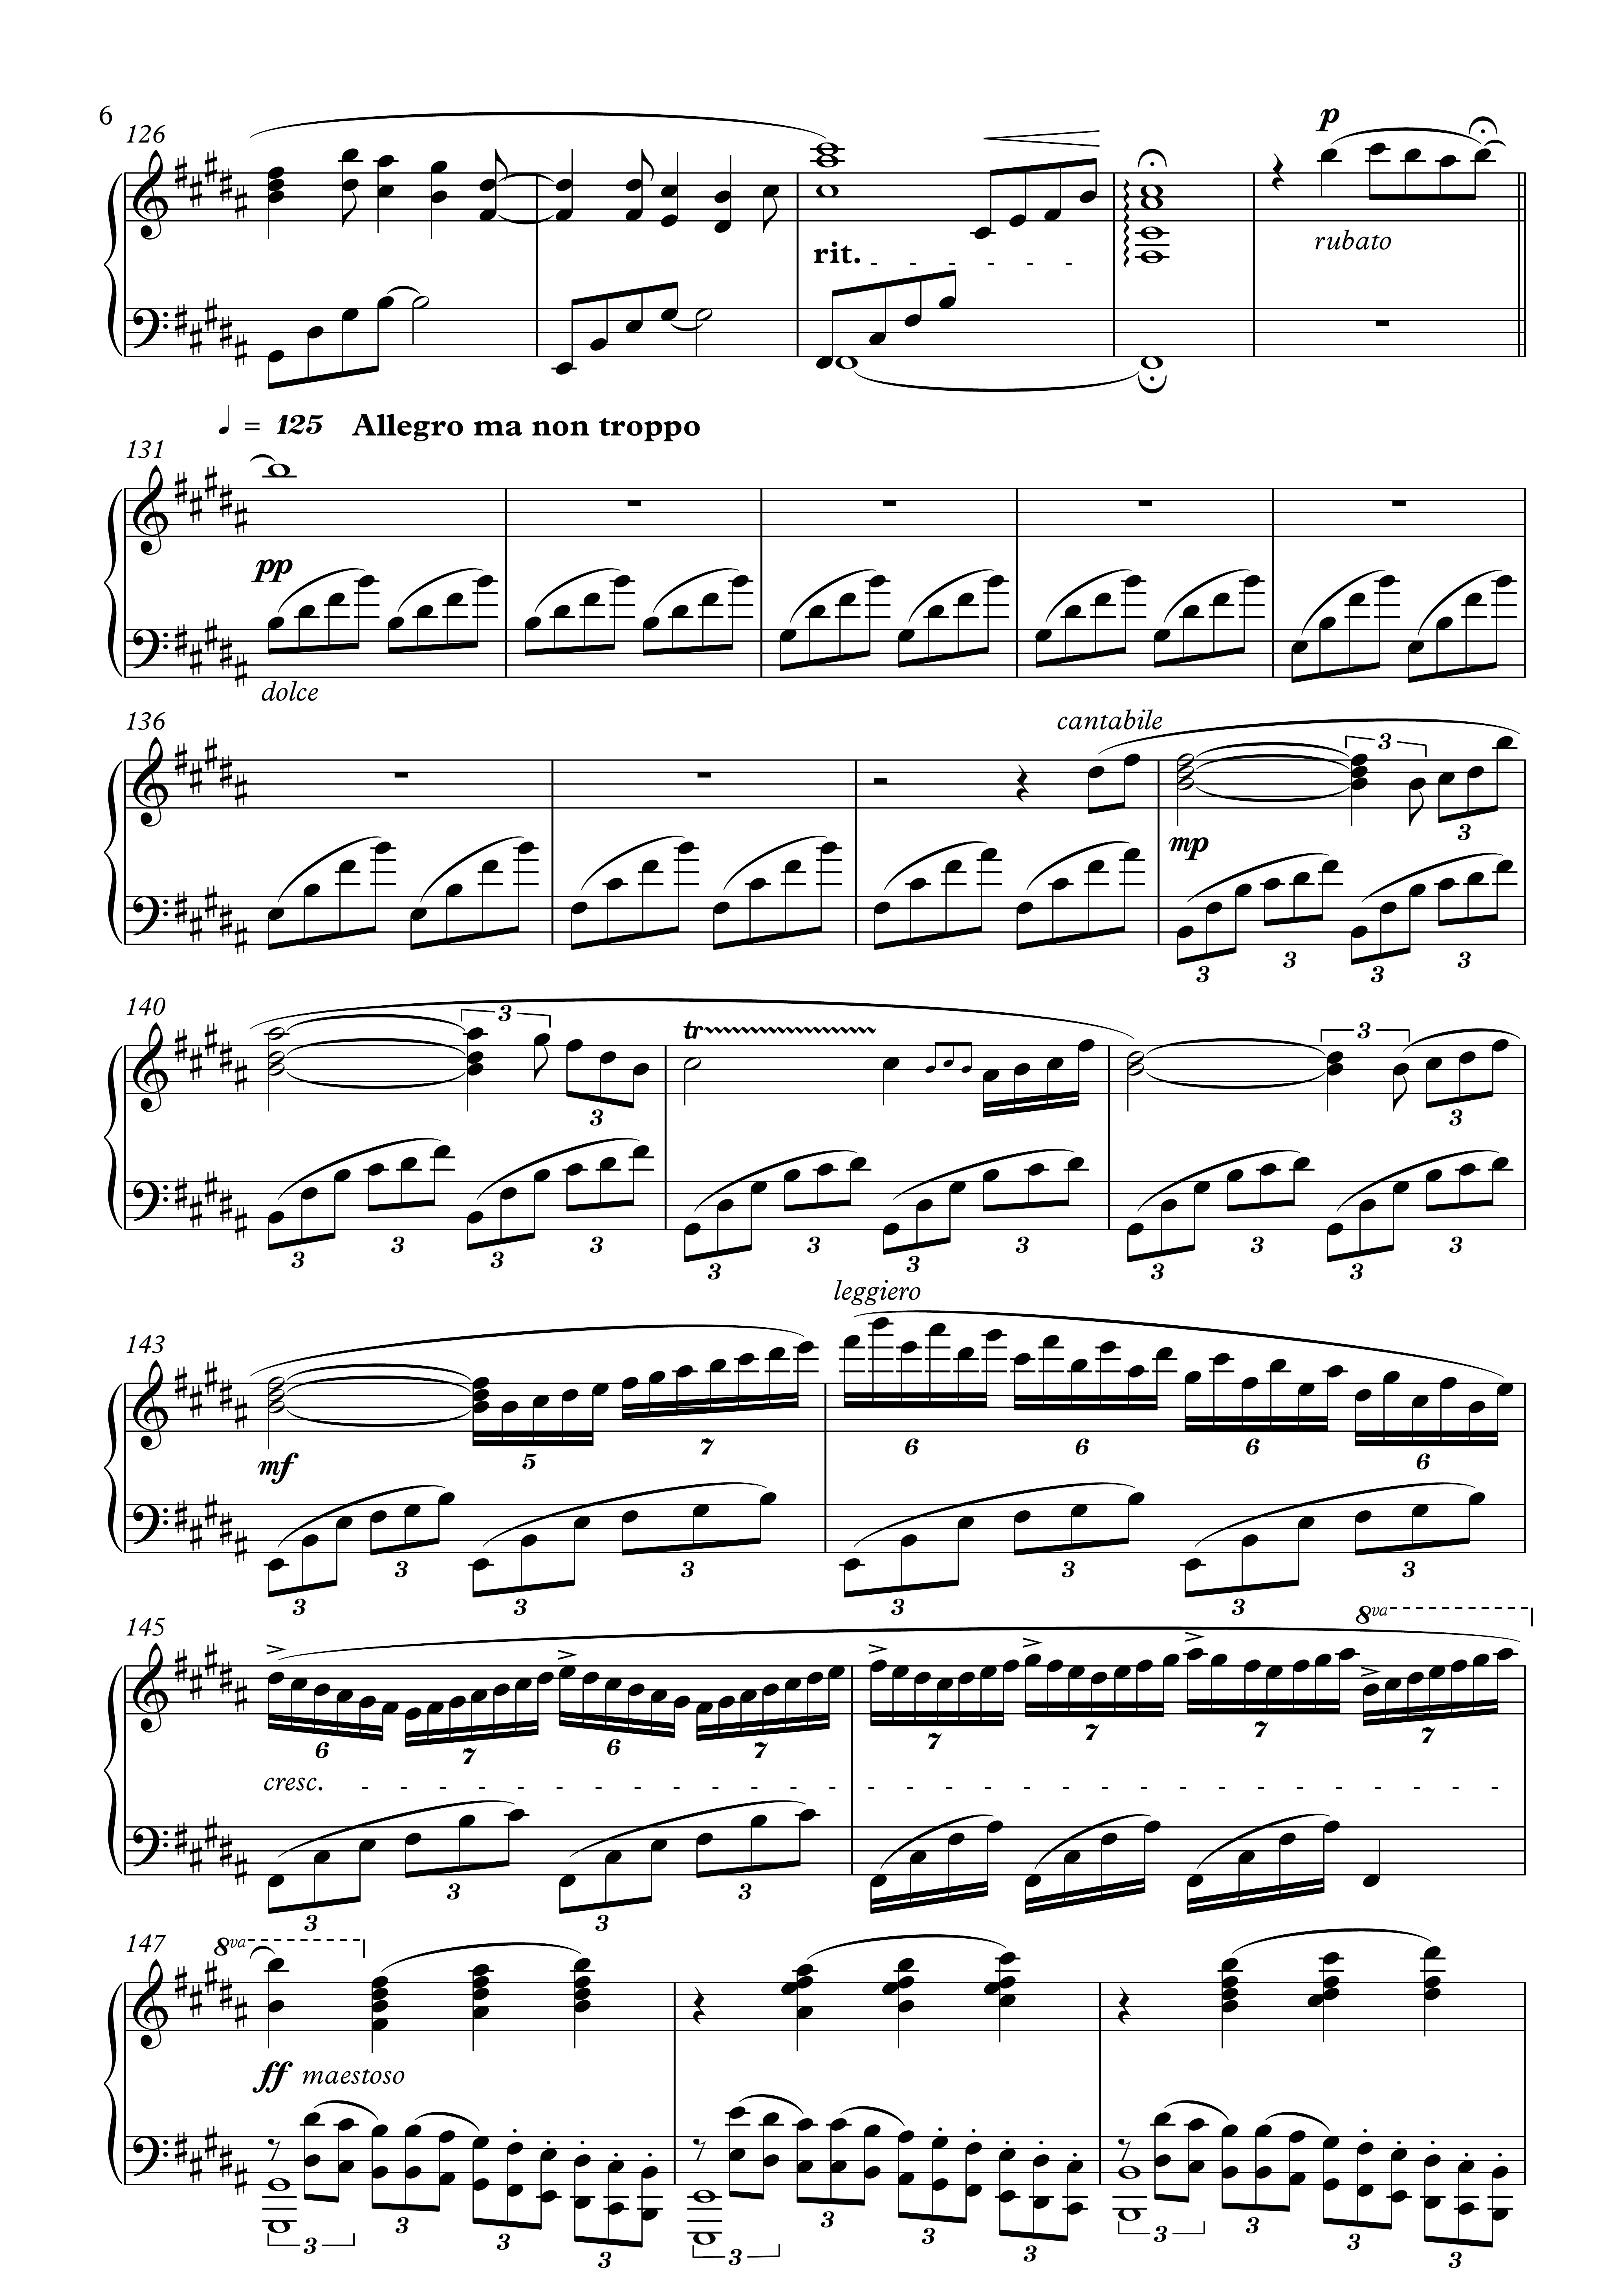 6
126
p
rit.
rubato
♩ = 125 Allegro ma non troppo
131
pp
dolce
136
cantabile
3
mp
3
3 3 3 3
140
3
tr
3
3
3
3 3 3 3 3 3
3 3 3 3 3 3
leggiero
143
mf
5 7 6 6 6 6
3 3 3 3
3 3 3 3
8va
145
6 7 6 7 7 7 7 7
cresc.
3 3
3 3
147
8va
ff maestoso
3 3 3 3 3 3 3 3 3 3 3 3